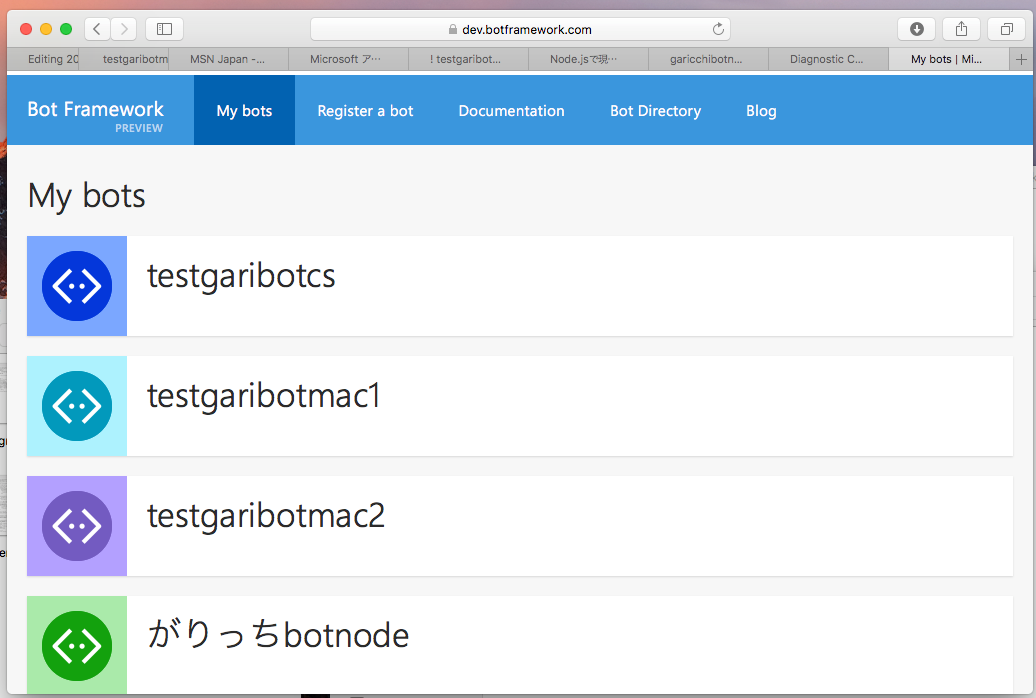 dev.botframework.com
Editing 20
testgaribotm
MSN Japan -...
Microsoft ア…
! testgaribot...
Node.jsで現…
garicchibotn...
Diagnostic C...
My bots | Mi...
Bot Framework
PREVIEW
My bots
Register a bot
Documentation
Bot Directory
Blog
My bots
testgaribotcs
testgaribotmac1
testgaribotmac2
がりっちbotnode